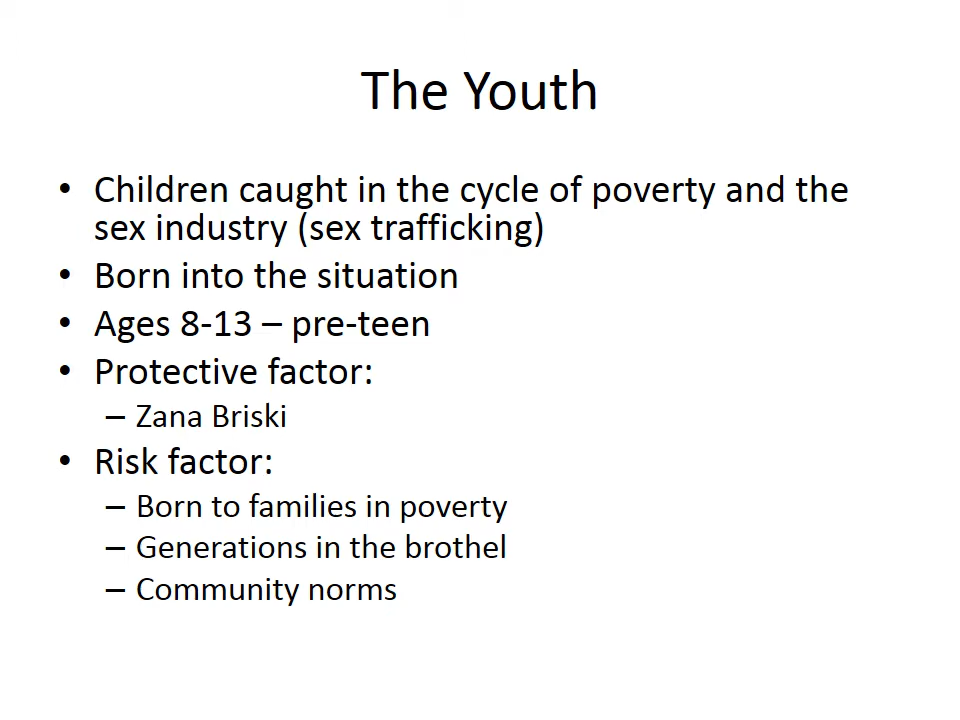 The Youth
• Children caught in the cycle of poverty and the
sex industry (sex trafficking)
• Born into the situation
• Ages 8-13 – pre-teen
• Protective factor:
– Zana Briski
• Risk factor:
– Born to families in poverty
– Generations in the brothel
– Community norms